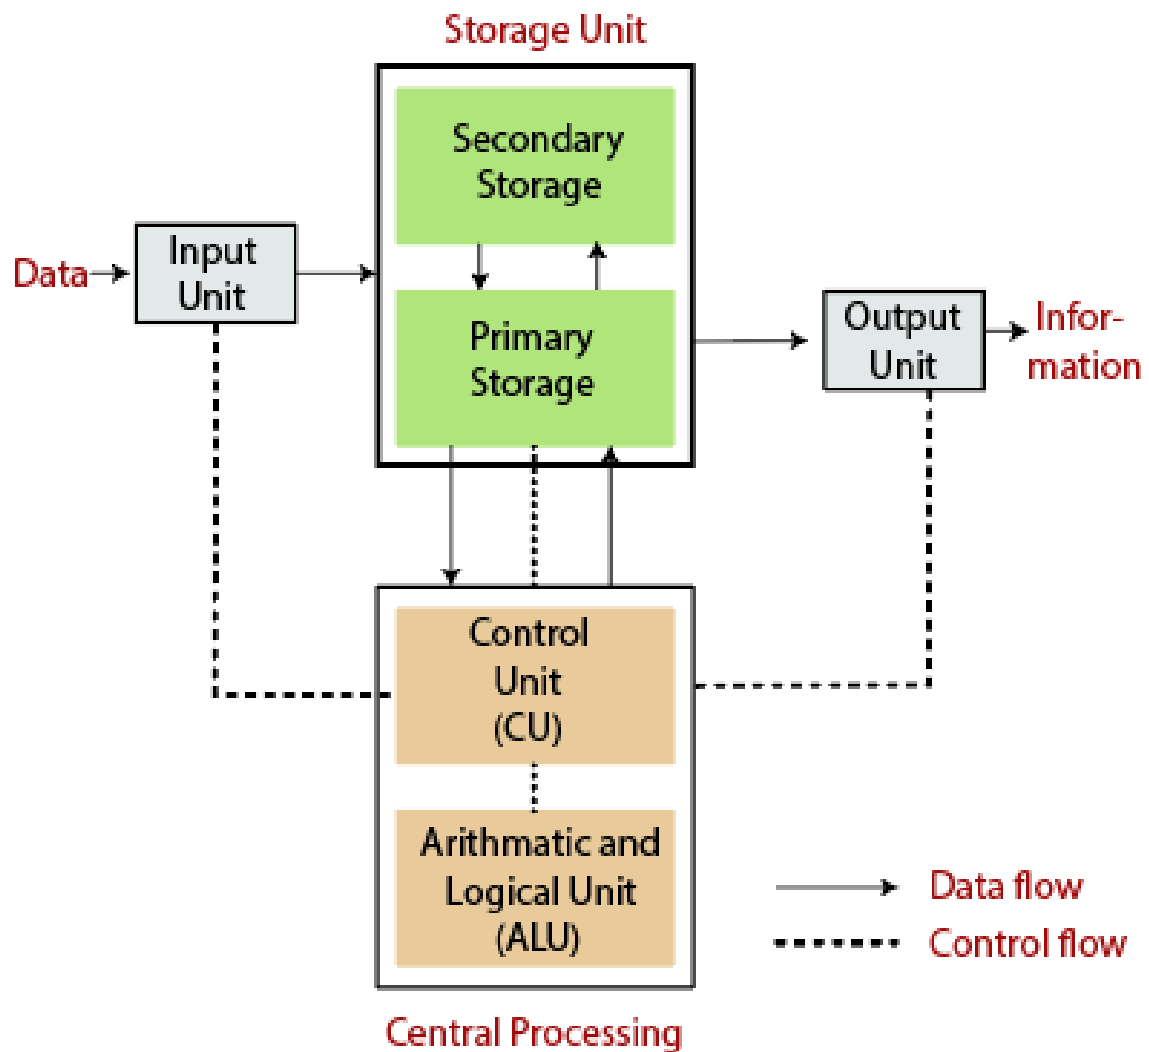 Storage Unit
Secondary
Storage
Data
Input
Unit
Primary
Storage
Output
Unit
Infor-
mation
Control
Unit
(CU)
Arithmatic and
Logical Unit
(ALU)
Data flow
Control flow
Central Processing